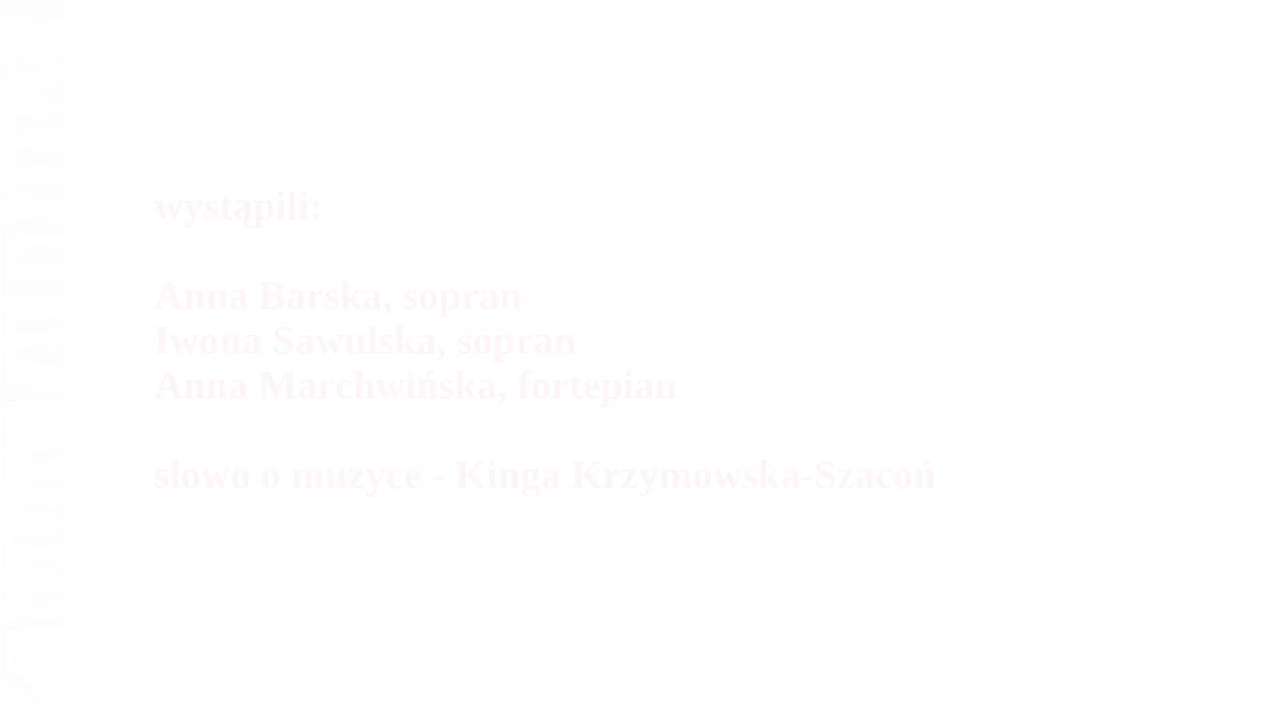 wystąpili:
Anna Barska, sopran
Iwona Sawulska, sopran
Anna Marchwińska, fortepian
słowo o muzyce - Kinga Krzymowska-Szacoń